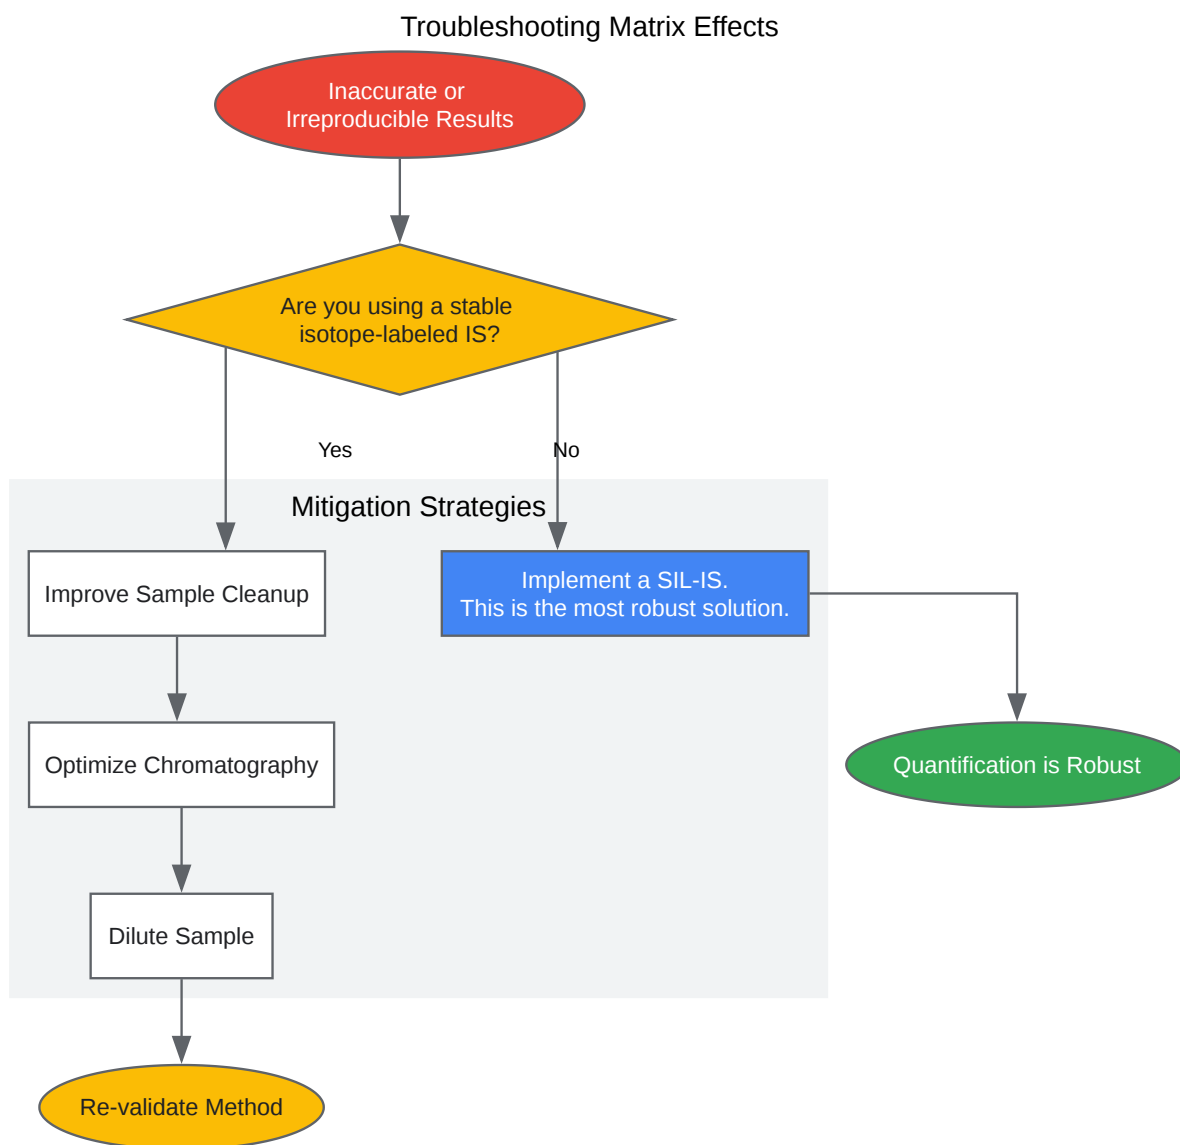 Troubleshooting Matrix Effects
Inaccurate or
Irreproducible Results
Are you using a stable
isotope-labeled IS?
Yes
No
Mitigation Strategies
Improve Sample Cleanup
Implement a SIL-IS.
This is the most robust solution.
Optimize Chromatography
Quantification is Robust
Dilute Sample
Re-validate Method